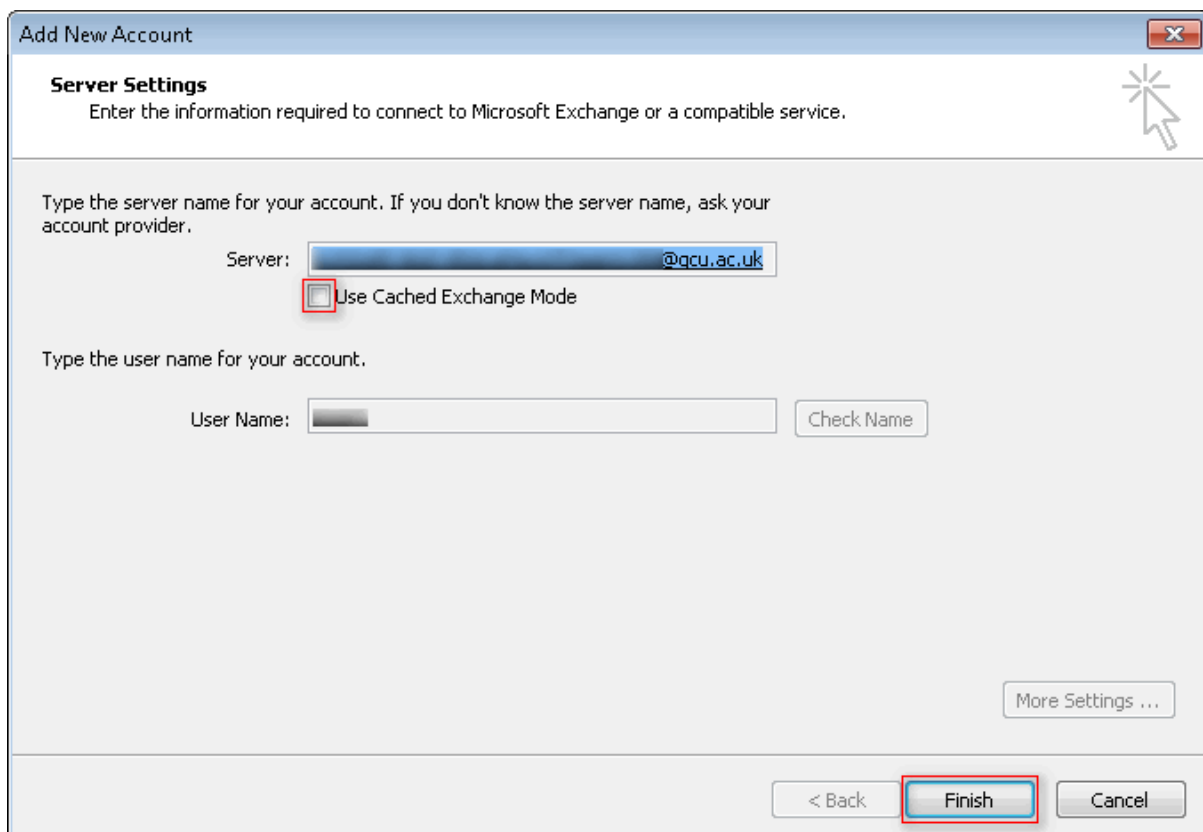 Add New Account
Server Settings
Enter the information required to connect to Microsoft Exchange or a compatible service.
Type the server name for your account. If you don't know the server name, ask your
account provider.
Server: @gcu.ac.uk
Use Cached Exchange Mode
Type the user name for your account.
User Name: Check Name
More Settings ...
< Back Finish Cancel